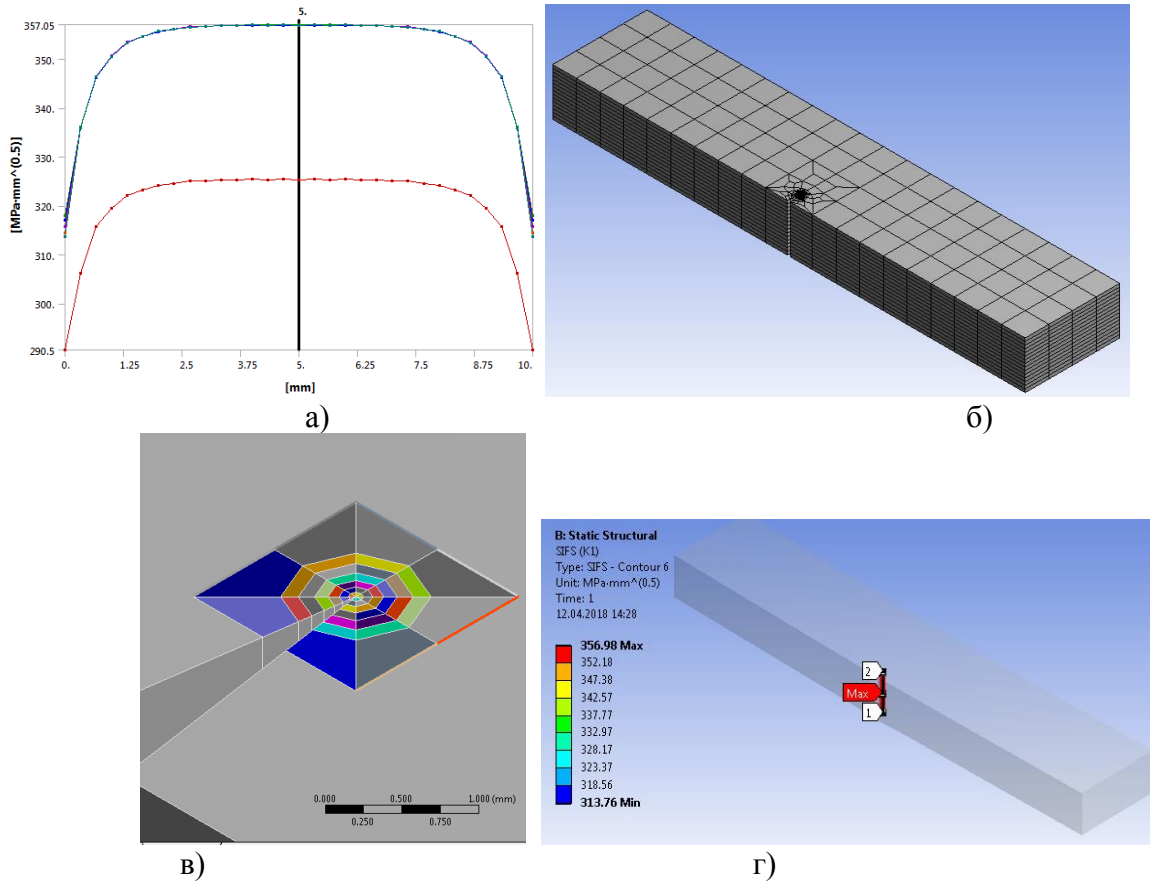 5.
357.05
350.
340.
330.
320.
310.
300.
290.5
[MPa·mm^(0.5)]
0. 1.25 2.5 3.75 5. 6.25 7.5 8.75 10.
[mm]
а)
б)
0.000 0.500 1.000 (mm)
0.250 0.750
в)
B: Static Structural
SIFS (K1)
Type: SIFS - Contour 6
Unit: MPa·mm^(0.5)
Time: 1
12.04.2018 14:28
356.98 Max
352.18
347.38
342.57
337.77
332.97
328.17
323.37
318.56
313.76 Min
2
Max
1
г)